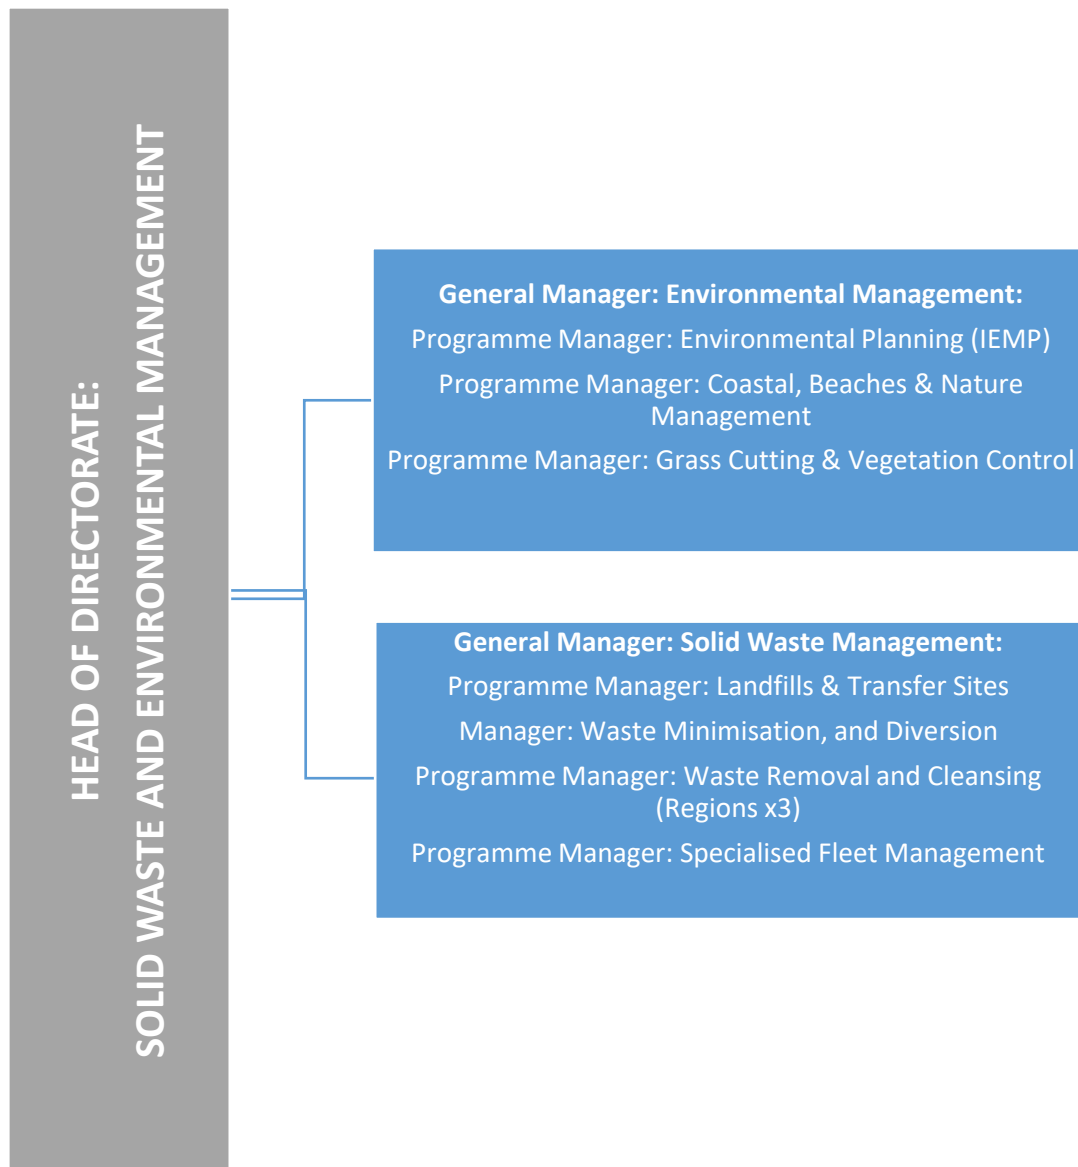 HEAD OF DIRECTORATE:
SOLID WASTE AND ENVIRONMENTAL MANAGEMENT
General Manager: Environmental Management:
Programme Manager: Environmental Planning (IEMP)
Programme Manager: Coastal, Beaches & Nature
Management
Programme Manager: Grass Cutting & Vegetation Control
General Manager: Solid Waste Management:
Programme Manager: Landfills & Transfer Sites
Manager: Waste Minimisation, and Diversion
Programme Manager: Waste Removal and Cleansing
(Regions x3)
Programme Manager: Specialised Fleet Management